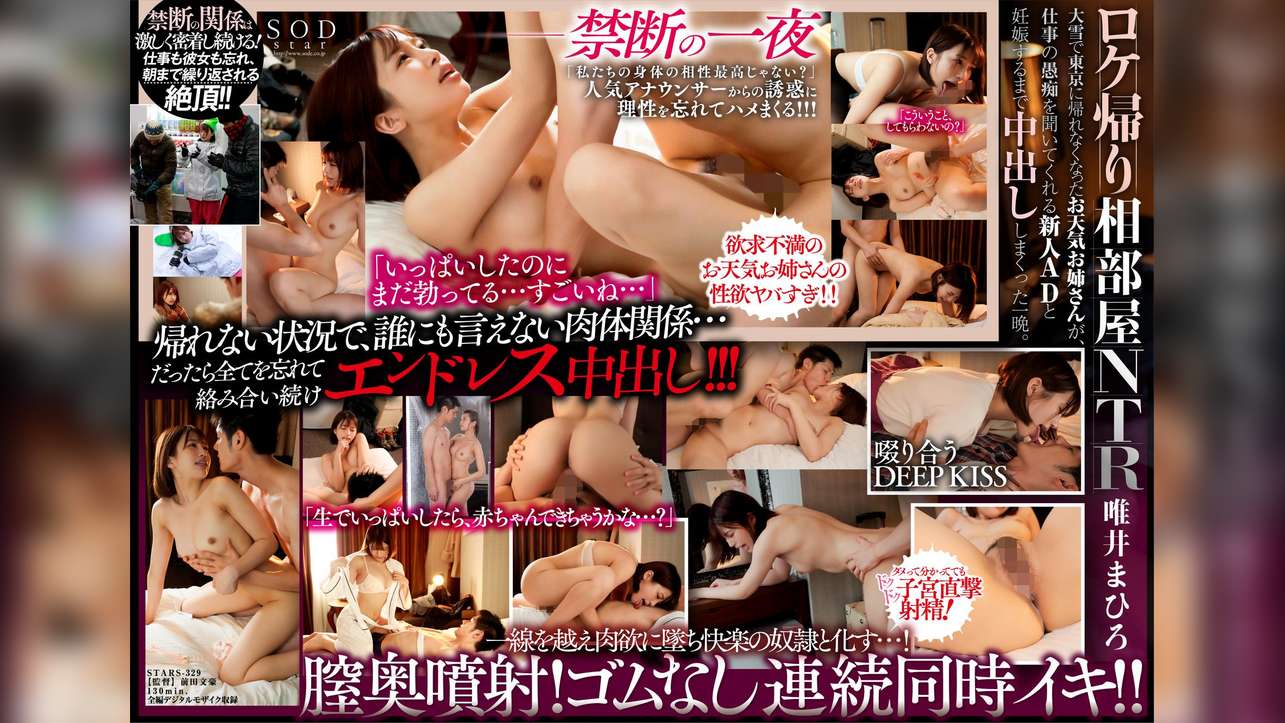 禁断の関係は
激しく密着し続ける!
仕事も彼女も忘れ、
朝まで繰り返される
絶頂!!
SOD
star
http://www.sodc.co.jp
禁断の一夜
「私たちの身体の相性最高じゃない?」
人気アナウンサーからの誘惑に
理性を忘れてハメまくる!!!
「こういうこと、
してもらわないの?」
ロケ帰り相部屋NTR
唯井まひろ
大雪で東京に帰れなくなったお天気お姉さんが、
仕事の愚痴を聞いてくれる新人ADと
妊娠するまで中出ししまくった一晩。
欲求不満の
お天気お姉さんの
性欲ヤバすぎ!!
「いっぱいしたのに
まだ勃ってる…すごいね…」
帰れない状況で、誰にも言えない肉体関係…
だったら全てを忘れて
絡み合い続け
エンドレス中出し!!!
啜り合う
DEEP KISS
「生でいっぱいしたら、赤ちゃんできちゃうかな…?」
ダメって分かってても
ドクドク
子宮直撃
射精!
一線を越え肉欲に墜ち快楽の奴隷と化す…!
膣奥噴射!ゴムなし連続同時イキ!!
STARS-329
【監督】前田文豪
130min.
全編デジタルモザイク収録